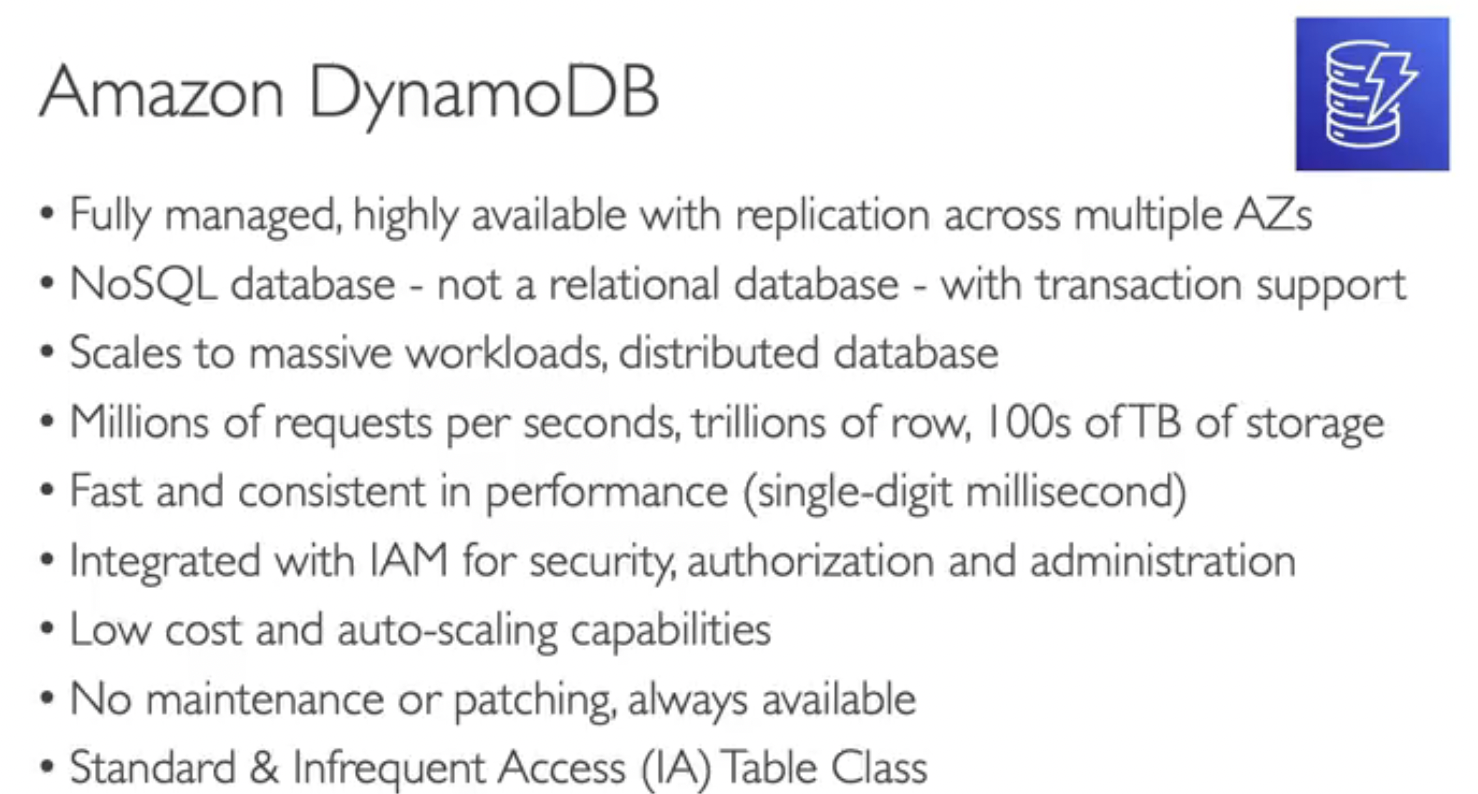 Amazon DynamoDB
• Fully managed, highly available with replication across multiple AZs
• NoSQL database - not a relational database - with transaction support
• Scales to massive workloads, distributed database
• Millions of requests per seconds, trillions of row, 100s of TB of storage
• Fast and consistent in performance (single-digit millisecond)
• Integrated with IAM for security, authorization and administration
• Low cost and auto-scaling capabilities
• No maintenance or patching, always available
• Standard & Infrequent Access (IA) Table Class